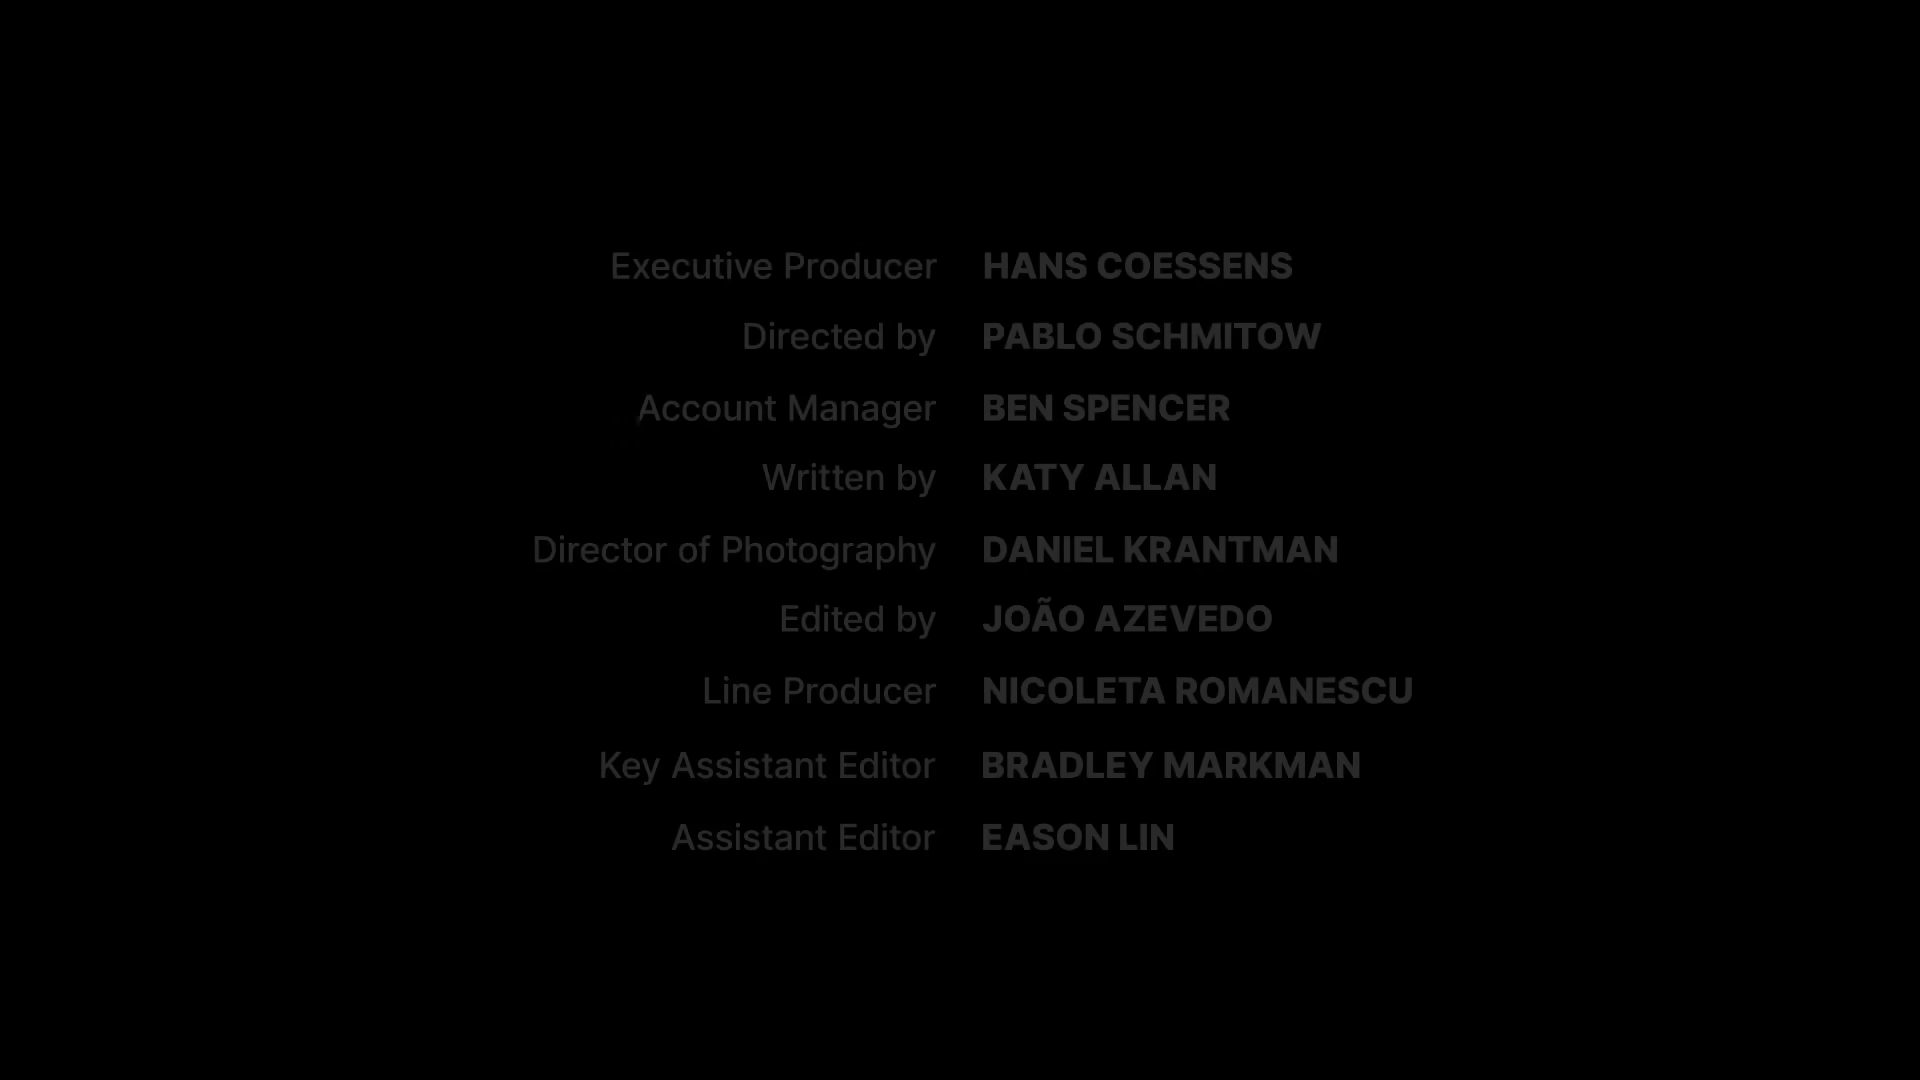 Executive Producer HANS COESSENS
Directed by PABLO SCHMITOW
Account Manager BEN SPENCER
Written by KATY ALLAN
Director of Photography DANIEL KRANTMAN
Edited by JOÃO AZEVEDO
Line Producer NICOLETA ROMANESCU
Key Assistant Editor BRADLEY MARKMAN
Assistant Editor EASON LIN